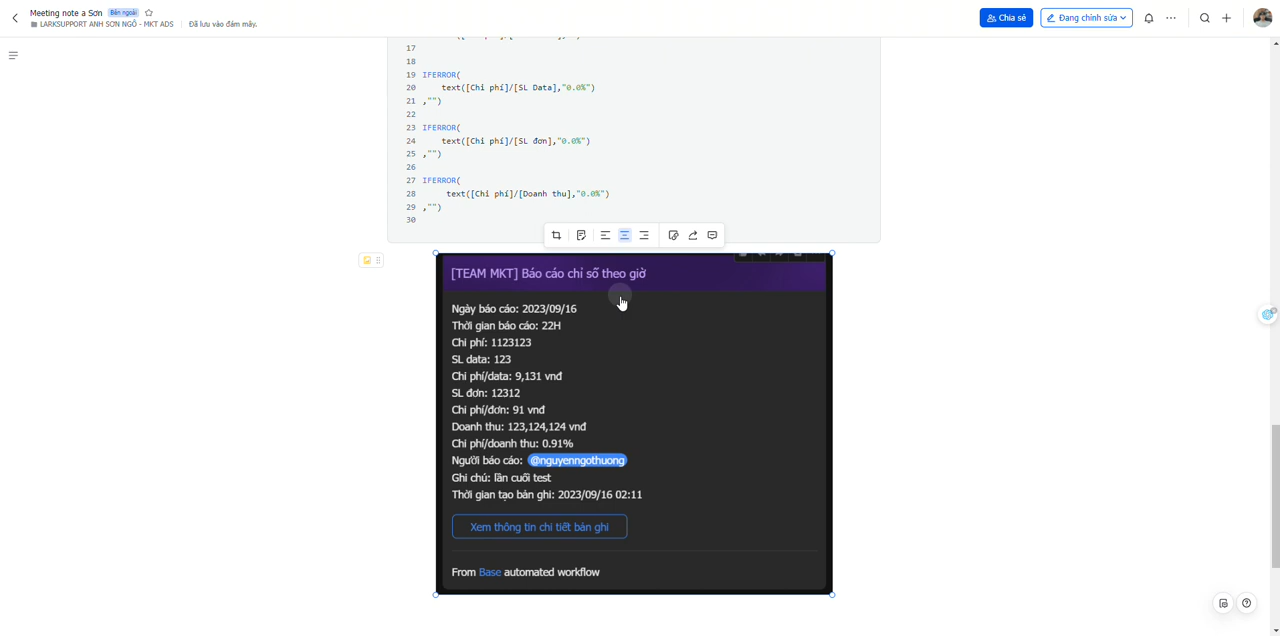 Meeting note a Sơn Bên ngoài
LARKSUPPORT ANH SƠN NGÔ - MKT ADS Đã lưu vào đám mây.
Chia sẻ
Đang chỉnh sửa
17
18
19 IFERROR(
20 text([Chi phí]/[SL Data],"0.0%")
21 ,"")
22
23 IFERROR(
24 text([Chi phí]/[SL đơn],"0.0%")
25 ,"")
26
27 IFERROR(
28 text([Chi phí]/[Doanh thu],"0.0%")
29 ,"")
30
[TEAM MKT] Báo cáo chỉ số theo giờ
Ngày báo cáo: 2023/09/16
Thời gian báo cáo: 22H
Chi phí: 1123123
SL data: 123
Chi phí/data: 9,131 vnđ
SL đơn: 12312
Chi phí/đơn: 91 vnđ
Doanh thu: 123,124,124 vnđ
Chi phí/doanh thu: 0.91%
Người báo cáo: @nguyenngothuong
Ghi chú: lần cuối test
Thời gian tạo bản ghi: 2023/09/16 02:11
Xem thông tin chi tiết bản ghi
From Base automated workflow